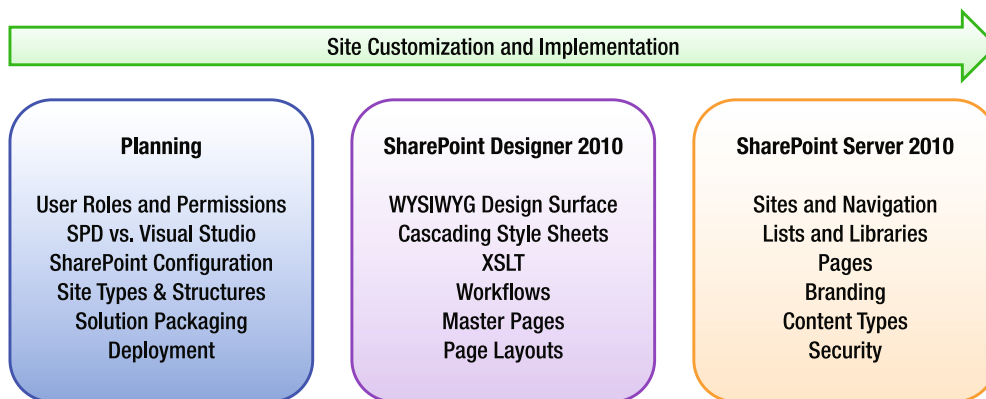 Site Customization and Implementation
Planning
User Roles and Permissions
SPD vs. Visual Studio
SharePoint Configuration
Site Types & Structures
Solution Packaging
Deployment
SharePoint Designer 2010
WYSIWYG Design Surface
Cascading Style Sheets
XSLT
Workflows
Master Pages
Page Layouts
SharePoint Server 2010
Sites and Navigation
Lists and Libraries
Pages
Branding
Content Types
Security